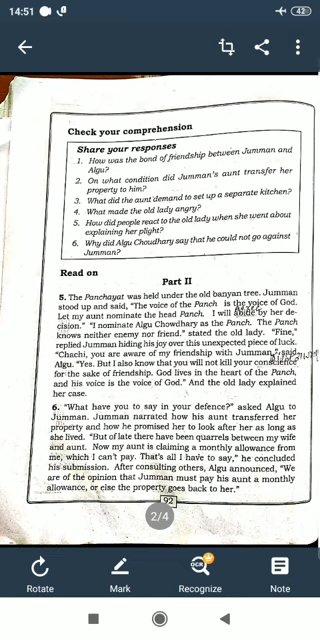 14:51
42
Check your comprehension
Share your responses
1. How was the bond of friendship between Jumman and
Algu?
2. On what condition did Jumman's aunt transfer her
property to him?
3. What did the aunt demand to set up a separate kitchen?
4. What made the old lady angry?
5. How did people react to the old lady when she went about
explaining her plight?
6. Why did Algu Choudhary say that he could not go against
Jumman?
Read on
Part II
5. The Panchayat was held under the old banyan tree. Jumman
stood up and said, "The voice of the Panch is the voice of God.
Let my aunt nominate the head Panch. I will abide by her de-
cision." "I nominate Algu Chowdhary as the Panch. The Panch
knows neither enemy nor friend." stated the old lady. "Fine,"
replied Jumman hiding his joy over this unexpected piece of luck.
"Chachi, you are aware of my friendship with Jumman," said
Algu. "Yes. But I also know that you will not kill your conscience
for the sake of friendship. God lives in the heart of the Panch,
and his voice is the voice of God." And the old lady explained
her case.
6. "What have you to say in your defence?" asked Algu to
Jumman. Jumman narrated how his aunt transferred her
property and how he promised her to look after her as long as
she lived. "But of late there have been quarrels between my wife
and aunt. Now my aunt is claiming a monthly allowance from
me, which I can't pay. That's all I have to say," he concluded
his submission. After consulting others, Algu announced, "We
are of the opinion that Jumman must pay his aunt a monthly
allowance, or else the property goes back to her."
92
2/4
Rotate
Mark
OCR
Recognize
Note